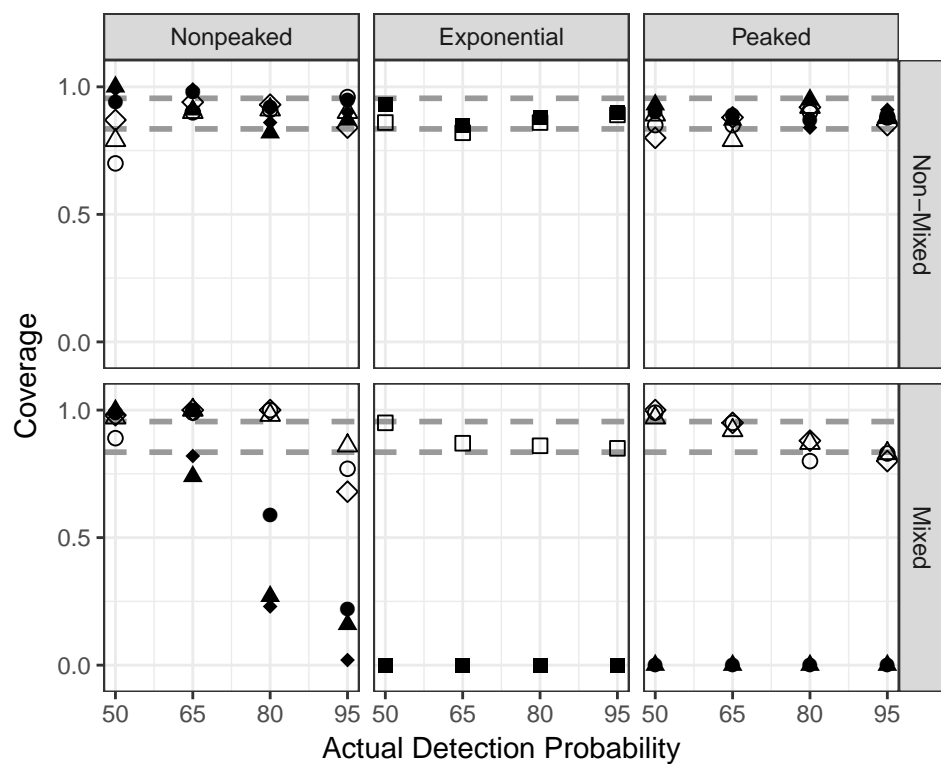 Nonpeaked Exponential Peaked
1.0
0.5
0.0
Non−Mixed
Coverage
1.0
0.5
0.0
Mixed
50 65 80 95 50 65 80 95 50 65 80 95
Actual Detection Probability